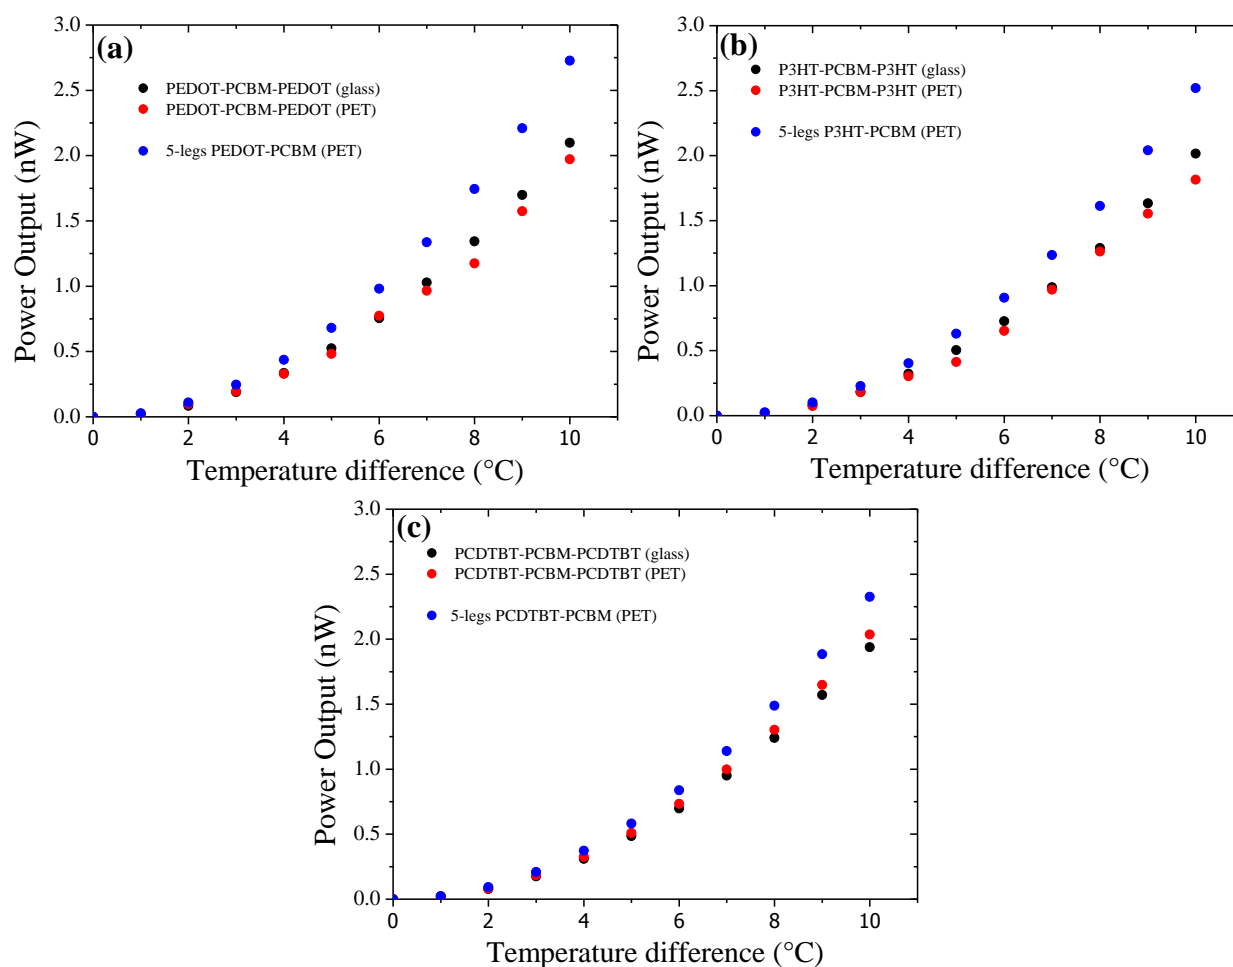 (a)
PEDOT-PCBM-PEDOT (glass)
PEDOT-PCBM-PEDOT (PET)
5-legs PEDOT-PCBM (PET)
Power Output (nW)
3.0
2.5
2.0
1.5
1.0
0.5
0.0
0 2 4 6 8 10
Temperature difference (°C)
(b)
P3HT-PCBM-P3HT (glass)
P3HT-PCBM-P3HT (PET)
5-legs P3HT-PCBM (PET)
Power Output (nW)
3.0
2.5
2.0
1.5
1.0
0.5
0.0
0 2 4 6 8 10
Temperature difference (°C)
(c)
PCDTBT-PCBM-PCDTBT (glass)
PCDTBT-PCBM-PCDTBT (PET)
5-legs PCDTBT-PCBM (PET)
Power Output (nW)
3.0
2.5
2.0
1.5
1.0
0.5
0.0
0 2 4 6 8 10
Temperature difference (°C)